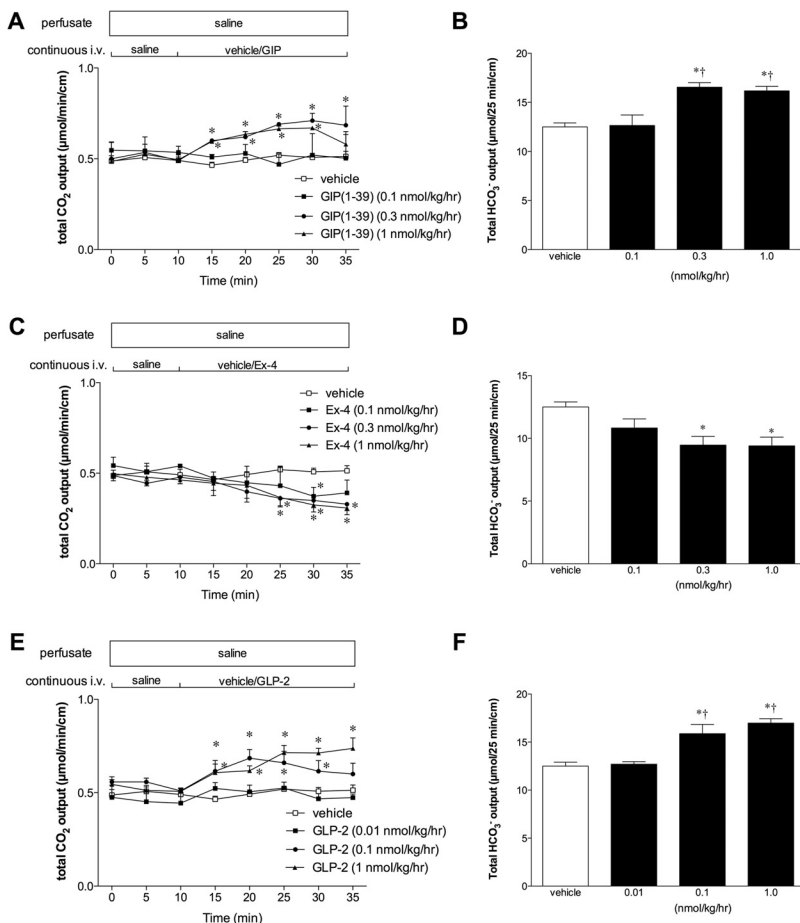 A
perfusate saline
continuous i.v. saline vehicle/GIP
total CO2 output (μmol/min/cm)
1.0
0.5
0.0
* * * * *
* * * *
vehicle
GIP(1-39) (0.1 nmol/kg/hr)
GIP(1-39) (0.3 nmol/kg/hr)
GIP(1-39) (1 nmol/kg/hr)
0 5 10 15 20 25 30 35
Time (min)
B
Total HCO3- output (μmol/25 min/cm)
20
15
10
5
0
*† *†
vehicle 0.1 0.3 1.0
(nmol/kg/hr)
C
perfusate saline
continuous i.v. saline vehicle/Ex-4
total CO2 output (μmol/min/cm)
1.0
0.5
0.0
vehicle
Ex-4 (0.1 nmol/kg/hr)
Ex-4 (0.3 nmol/kg/hr)
Ex-4 (1 nmol/kg/hr)
* * *
* * *
0 5 10 15 20 25 30 35
Time (min)
D
Total HCO3- output (μmol/25 min/cm)
20
15
10
5
0
* *
vehicle 0.1 0.3 1.0
(nmol/kg/hr)
E
perfusate saline
continuous i.v. saline vehicle/GLP-2
total CO2 output (μmol/min/cm)
1.0
0.5
0.0
* * * * *
* * * *
vehicle
GLP-2 (0.01 nmol/kg/hr)
GLP-2 (0.1 nmol/kg/hr)
GLP-2 (1 nmol/kg/hr)
0 5 10 15 20 25 30 35
Time (min)
F
Total HCO3- output (μmol/25 min/cm)
20
15
10
5
0
*† *†
vehicle 0.01 0.1 1.0
(nmol/kg/hr)